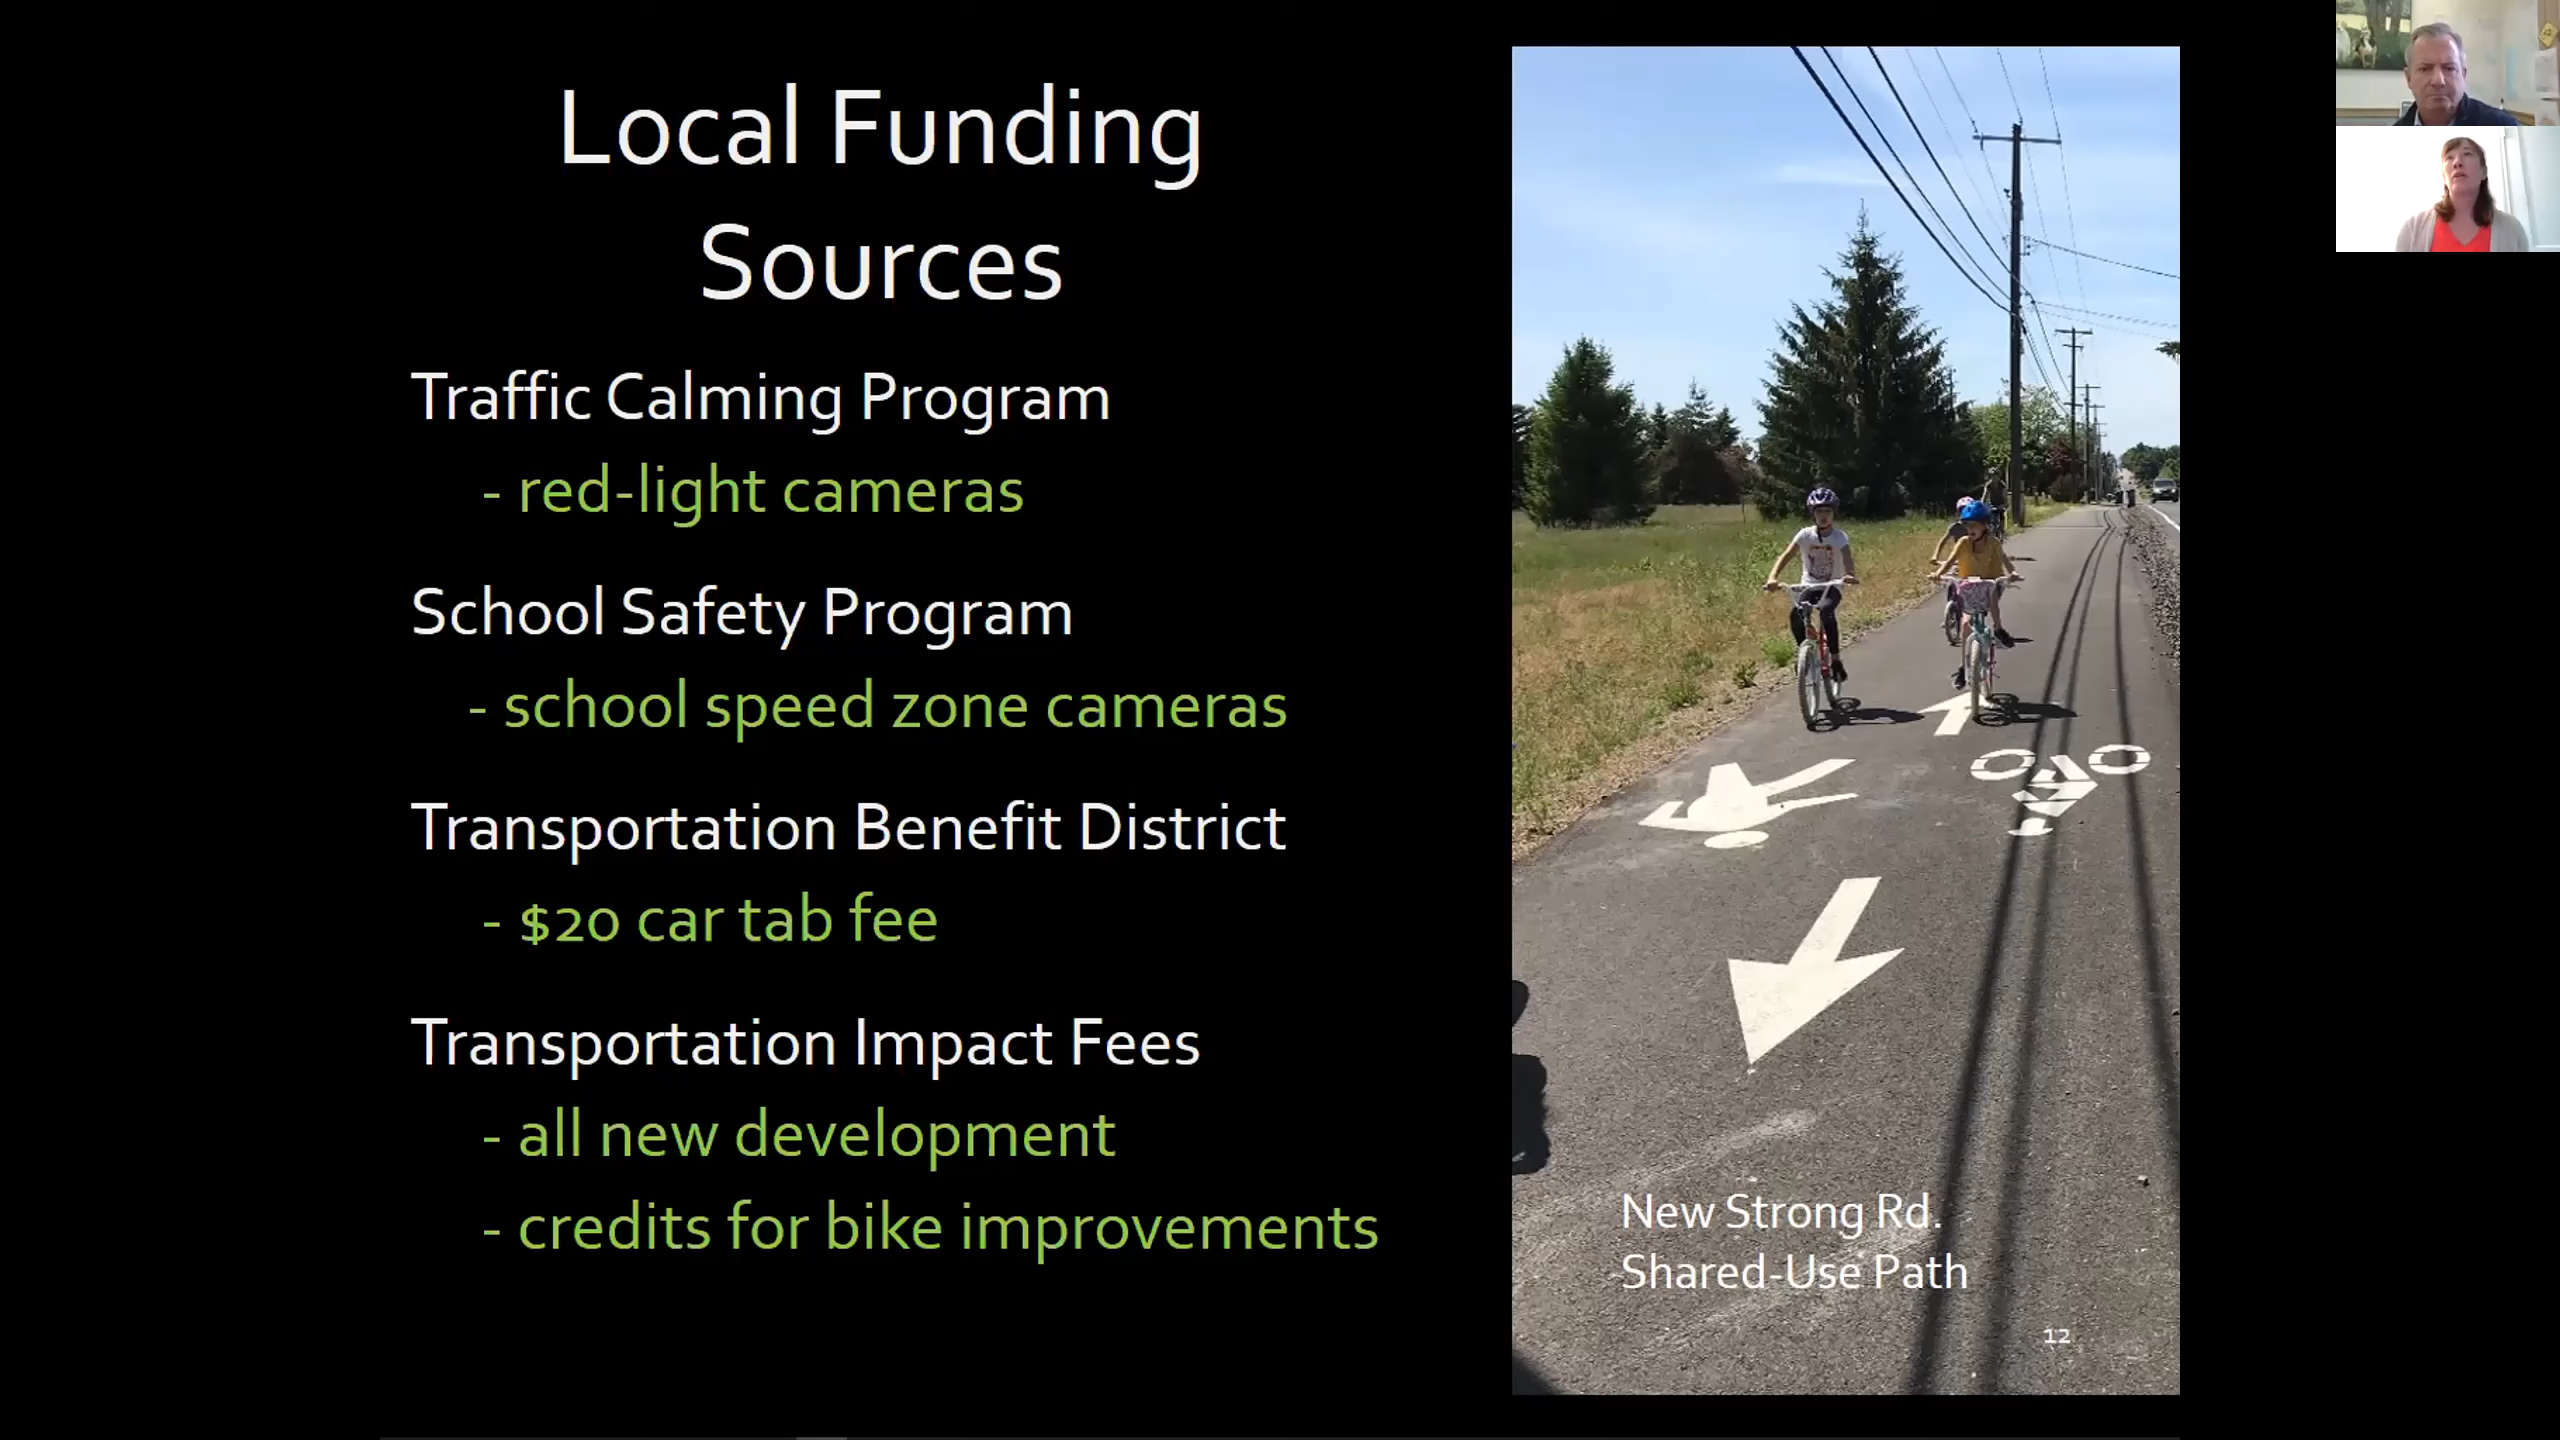 Local Funding
Sources
Traffic Calming Program
- red-light cameras
School Safety Program
- school speed zone cameras
Transportation Benefit District
- $20 car tab fee
Transportation Impact Fees
- all new development
- credits for bike improvements
New Strong Rd.
Shared-Use Path
12